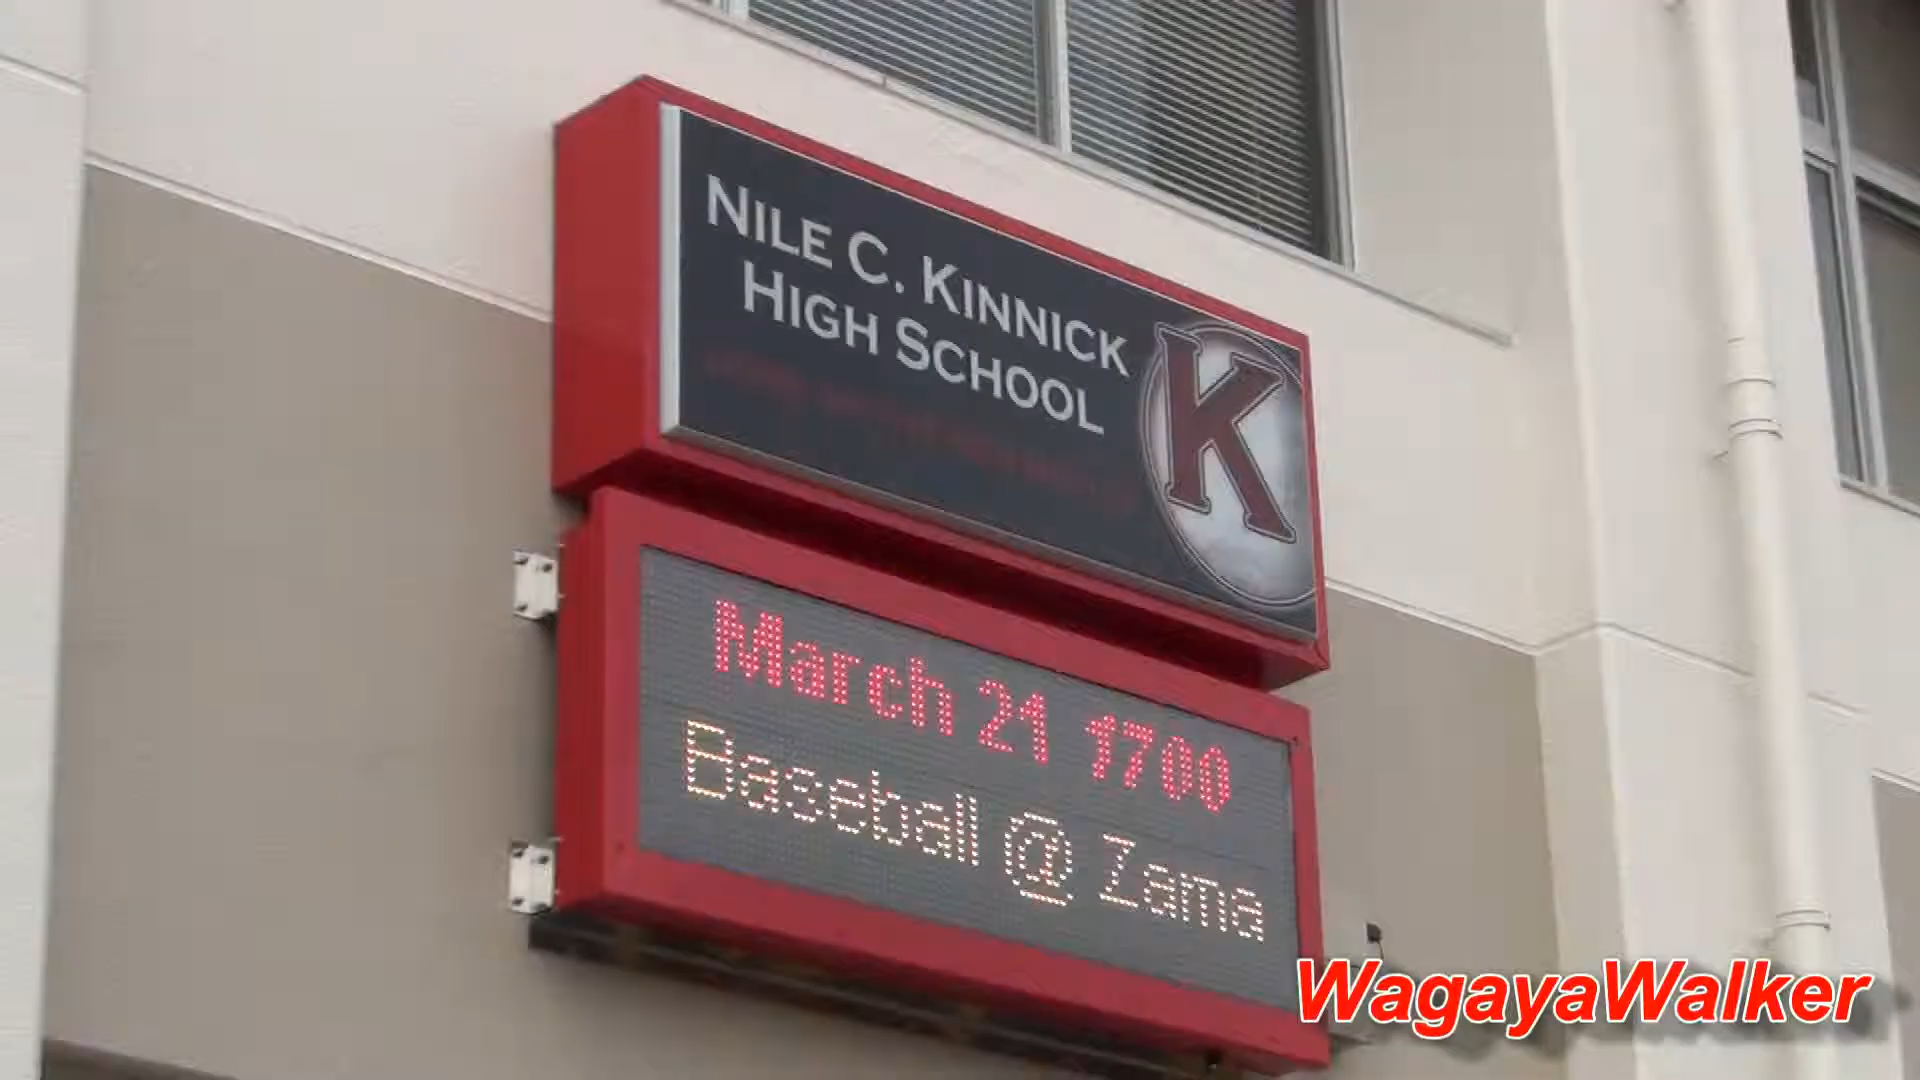 NILE C. KINNICK
HIGH SCHOOL
K
March 21 1700
Baseball @ Zama
WagayaWalker